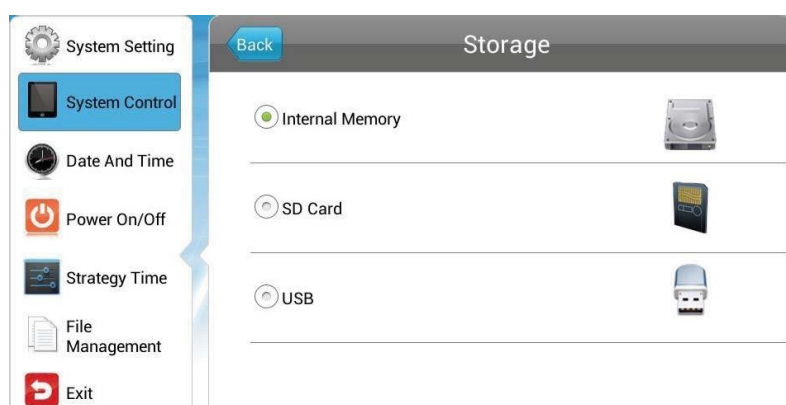 System Setting
System Control
Date And Time
Power On/Off
Strategy Time
File
Management
Exit
Back
Storage
Internal Memory
SD Card
USB